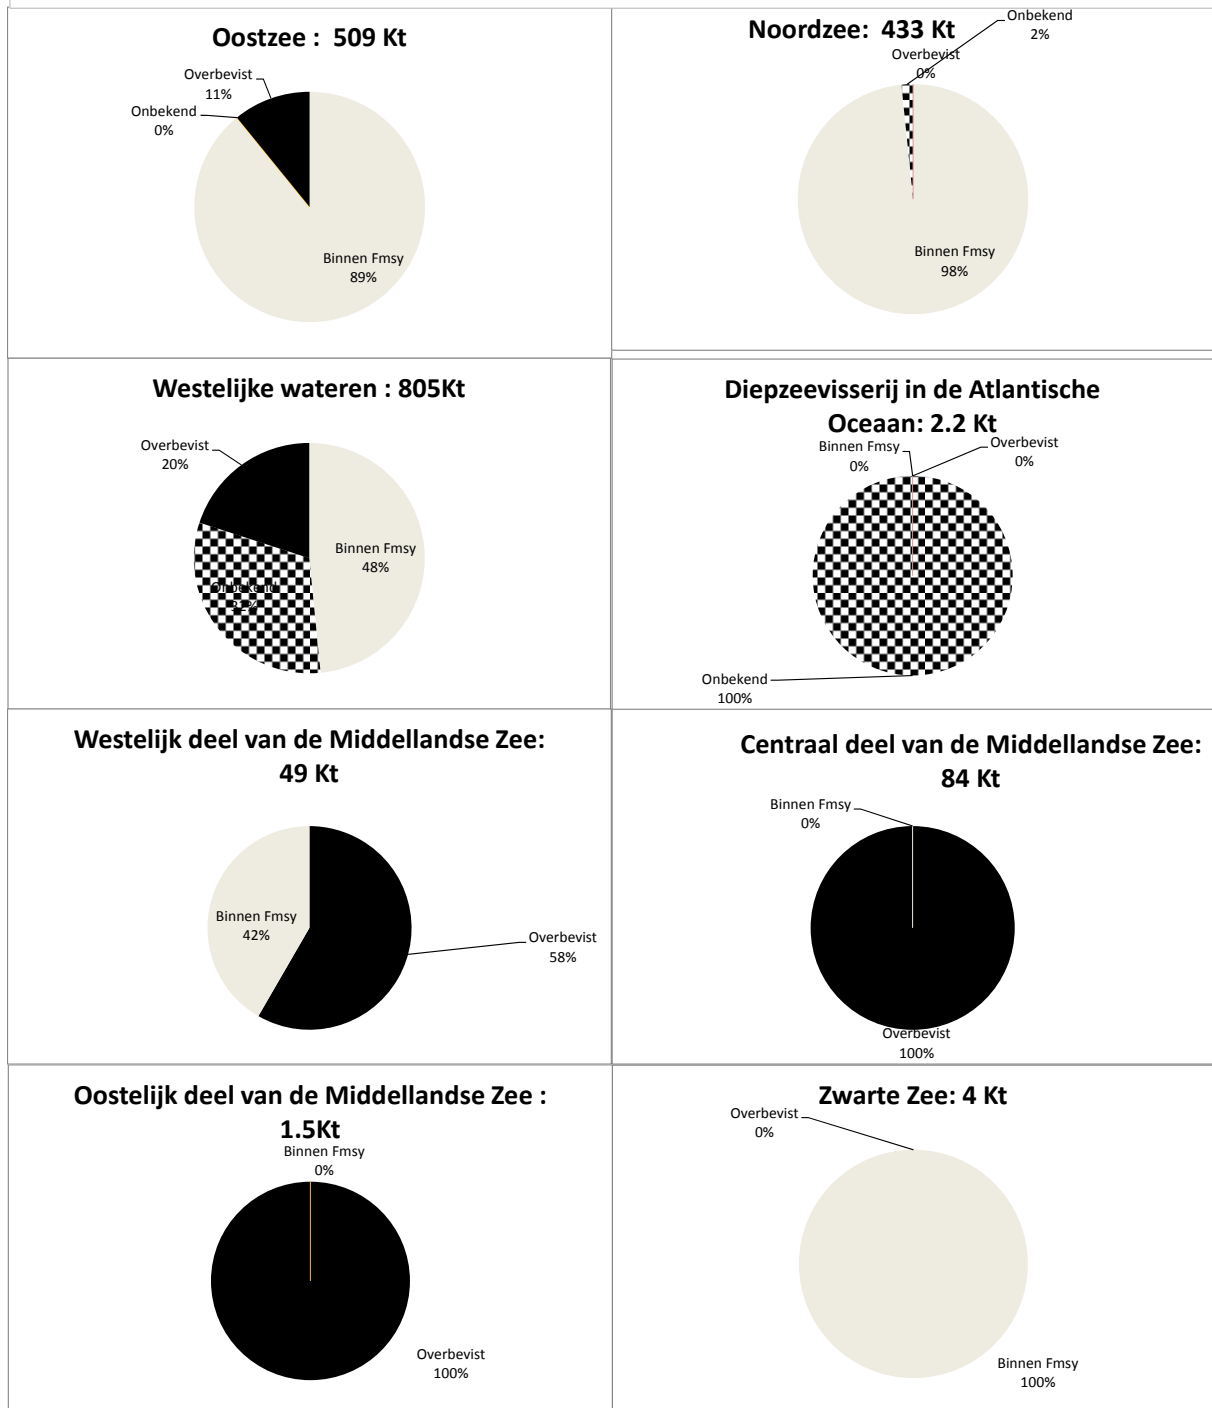 Oostzee :  509 Kt
Overbevist
11%
Onbekend
0%
Binnen Fmsy
89%
Noordzee:  433 Kt
Onbekend
2%
Overbevist
0%
Binnen Fmsy
98%
Westelijke wateren : 805Kt
Overbevist
20%
Binnen Fmsy
48%
Onbekend
Diepzeevisserij in de Atlantische
Oceaan: 2.2 Kt
Binnen Fmsy
0%
Overbevist
0%
Onbekend
100%
Westelijk deel van de Middellandse Zee:
49 Kt
Binnen Fmsy
42%
Overbevist
58%
Centraal deel van de Middellandse Zee:
84 Kt
Binnen Fmsy
0%
Overbevist
100%
Oostelijk deel van de Middellandse Zee :
1.5Kt
Binnen Fmsy
0%
Overbevist
100%
Zwarte Zee: 4 Kt
Overbevist
0%
Binnen Fmsy
100%